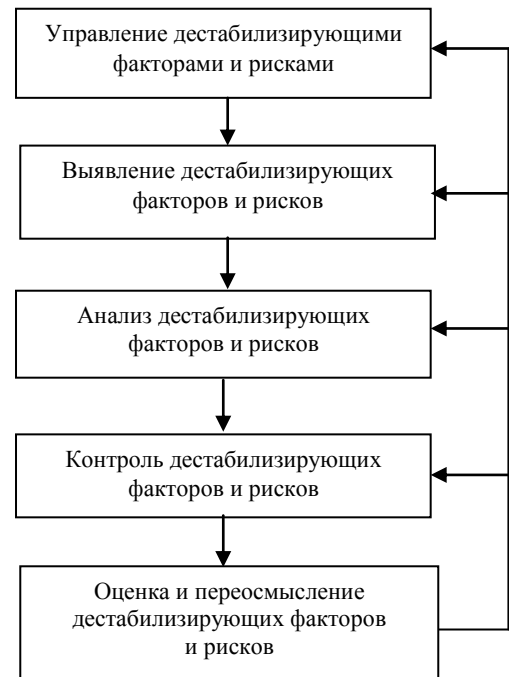 Управление дестабилизирующими
факторами и рисками
Выявление дестабилизирующих
факторов и рисков
Анализ дестабилизирующих
факторов и рисков
Контроль дестабилизирующих
факторов и рисков
Оценка и переосмысление
дестабилизирующих факторов
и рисков